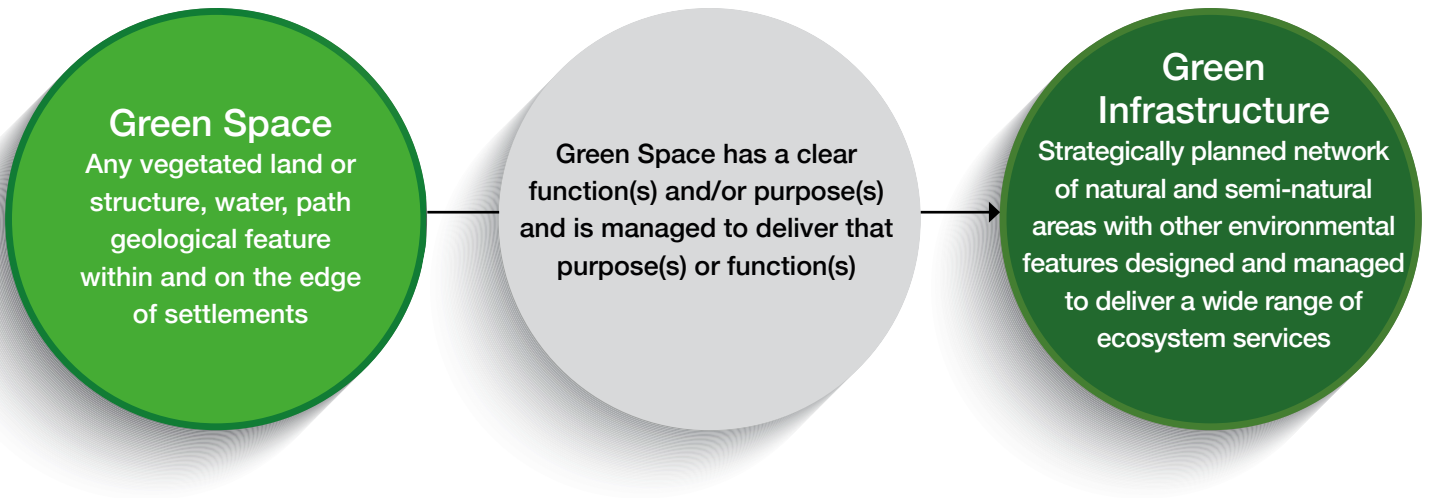 Green Space
Any vegetated land or
structure, water, path
geological feature
within and on the edge
of settlements
Green Space has a clear
function(s) and/or purpose(s)
and is managed to deliver that
purpose(s) or function(s)
Green
Infrastructure
Strategically planned network
of natural and semi-natural
areas with other environmental
features designed and managed
to deliver a wide range of
ecosystem services